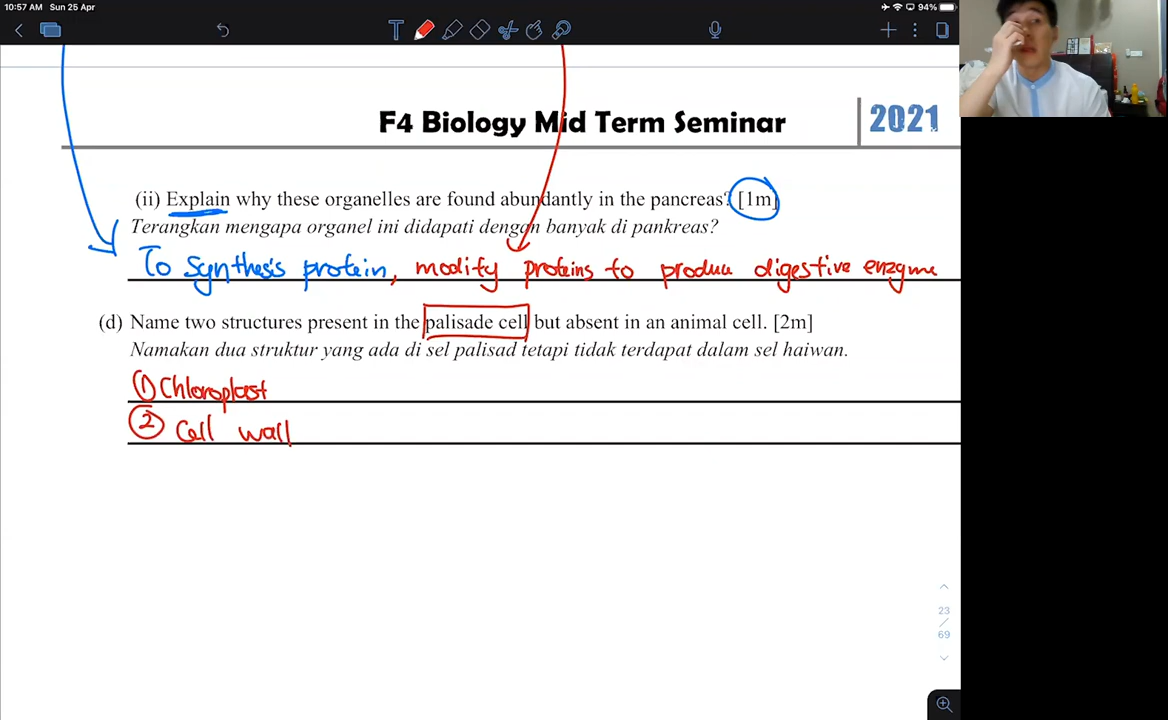 10:57 AM Sun 25 Apr
94%
F4 Biology Mid Term Seminar 2021
(ii) Explain why these organelles are found abundantly in the pancreas? [1m]
Terangkan mengapa organel ini didapati dengan banyak di pankreas?
To synthesis protein, modify proteins to produce digestive enzyme
(d) Name two structures present in the palisade cell but absent in an animal cell. [2m]
Namakan dua struktur yang ada di sel palisad tetapi tidak terdapat dalam sel haiwan.
① Chloroplast
② Cell wall
23
/
69